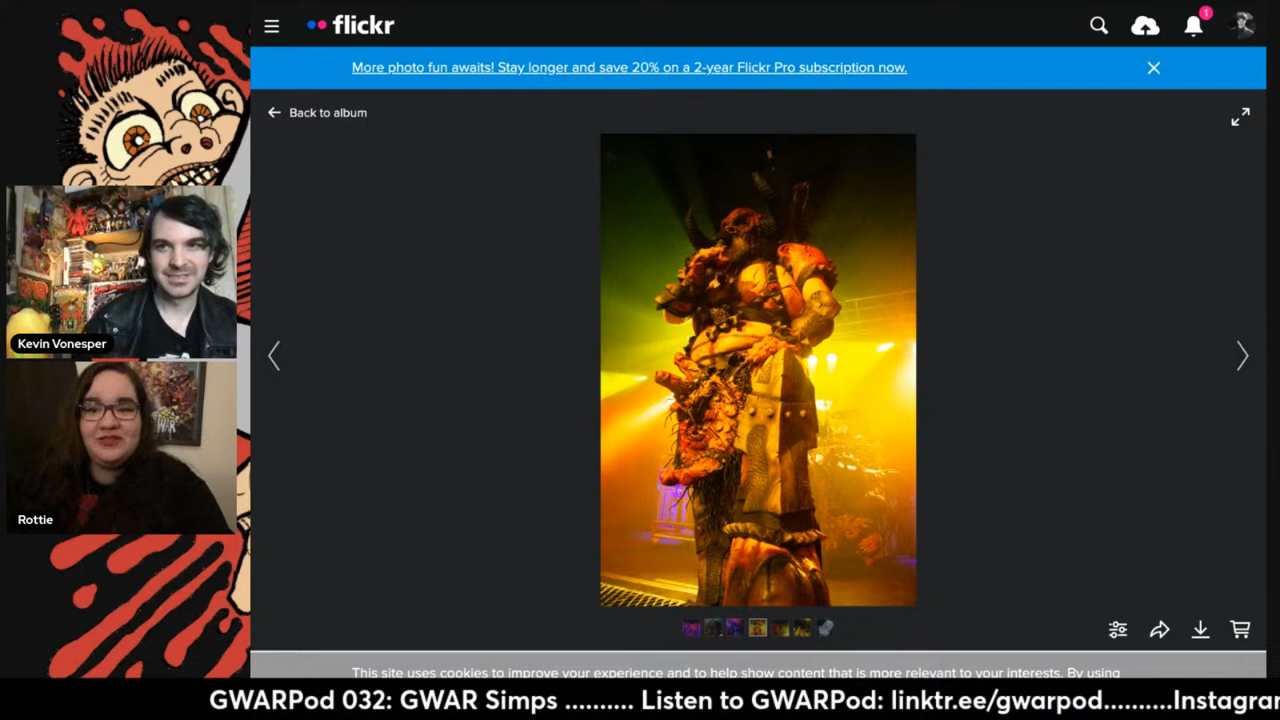 flickr
1
More photo fun awaits! Stay longer and save 20% on a 2-year Flickr Pro subscription now.
Back to album
Kevin Vonesper
Rottie
This site uses cookies to improve your experience and to help show content that is more relevant to your interests. By using
GWARPod 032: GWAR Simps .......... Listen to GWARPod: linktr.ee/gwarpod..........Instagra